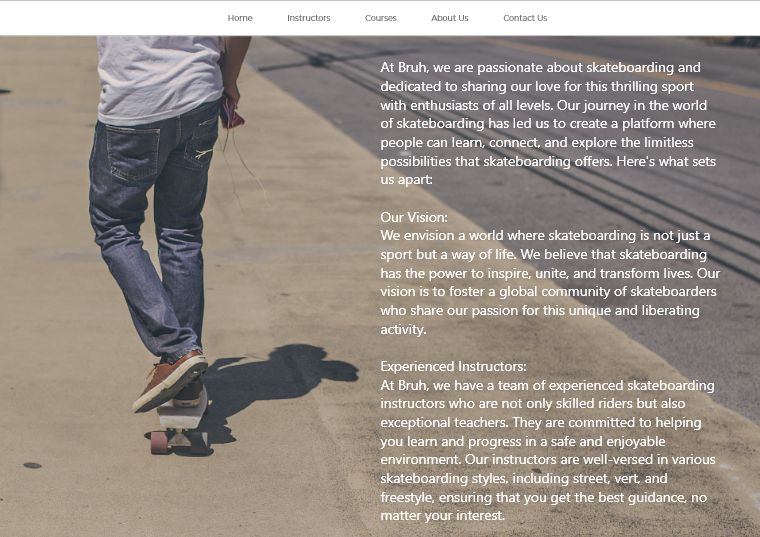 Home Instructors Courses About Us Contact Us
At Bruh, we are passionate about skateboarding and
dedicated to sharing our love for this thrilling sport
with enthusiasts of all levels. Our journey in the world
of skateboarding has led us to create a platform where
people can learn, connect, and explore the limitless
possibilities that skateboarding offers. Here's what sets
us apart:
Our Vision:
We envision a world where skateboarding is not just a
sport but a way of life. We believe that skateboarding
has the power to inspire, unite, and transform lives. Our
vision is to foster a global community of skateboarders
who share our passion for this unique and liberating
activity.
Experienced Instructors:
At Bruh, we have a team of experienced skateboarding
instructors who are not only skilled riders but also
exceptional teachers. They are committed to helping
you learn and progress in a safe and enjoyable
environment. Our instructors are well-versed in various
skateboarding styles, including street, vert, and
freestyle, ensuring that you get the best guidance, no
matter your interest.